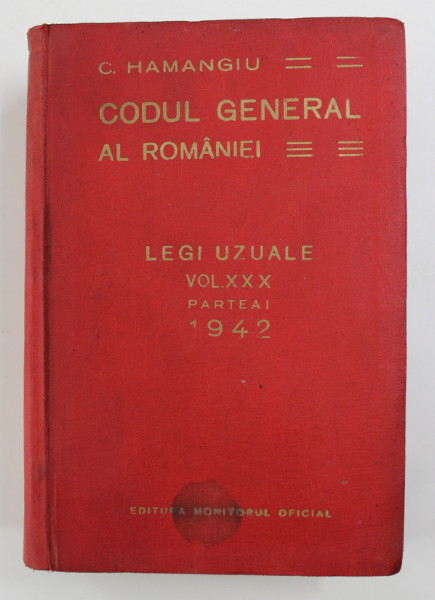 C. HAMANGIU
CODUL GENERAL
AL ROMÂNIEI
LEGI UZUALE
VOL.XXX
PARTEA I
1942
EDITURA MONITORUL OFICIAL